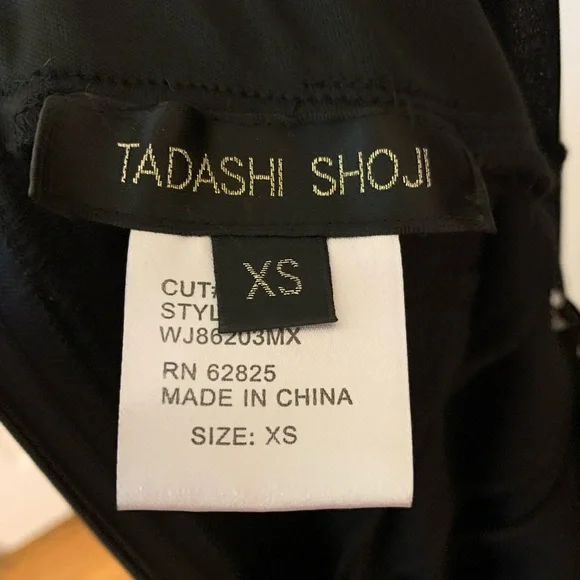 TADASHI SHOJI
XS
CUT#
STYL
WJ86203MX
RN 62825
MADE IN CHINA
SIZE: XS